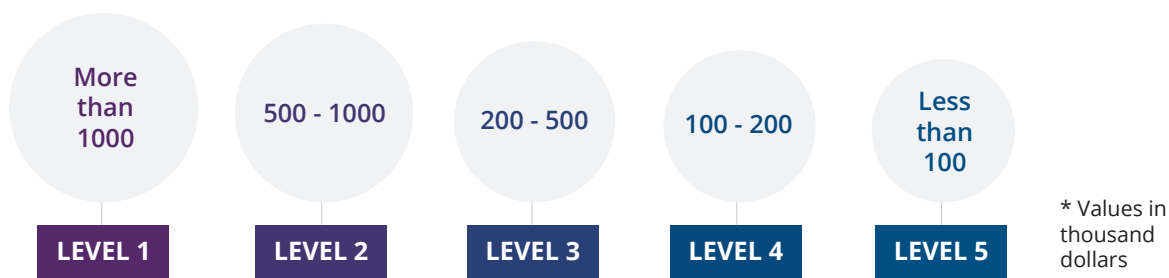 More
than
1000
500 - 1000
200 - 500
100 - 200
Less
than
100
LEVEL 1
LEVEL 2
LEVEL 3
LEVEL 4
LEVEL 5
* Values in
thousand
dollars